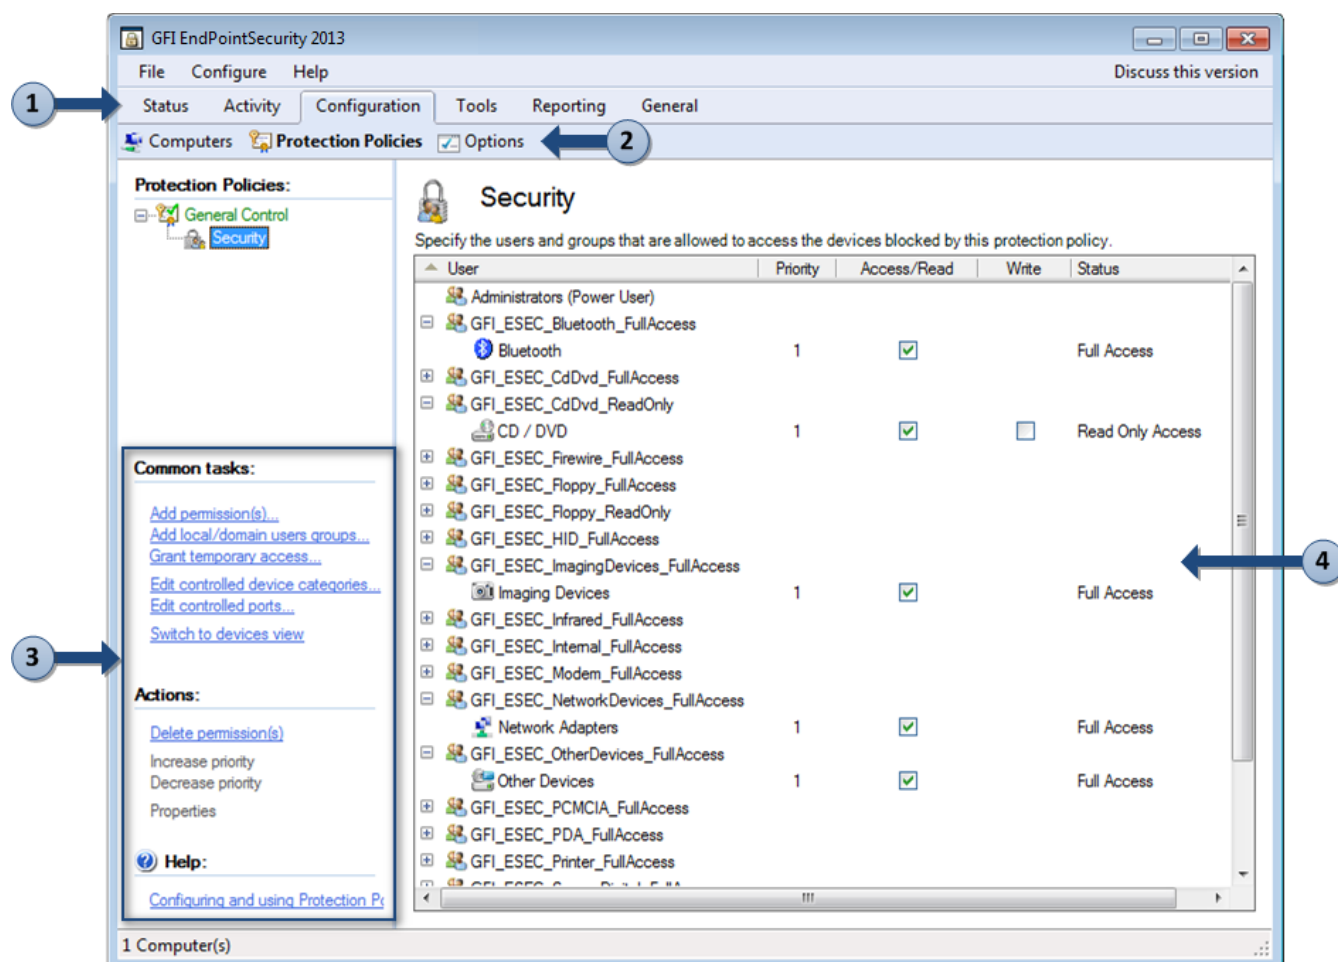 GFI EndPointSecurity 2013
File Configure Help Discuss this version
1
Status Activity Configuration Tools Reporting General
Computers Protection Policies Options
2
Protection Policies:
General Control
Security
Common tasks:
Add permission(s)...
Add local/domain users groups...
Grant temporary access...
Edit controlled device categories...
Edit controlled ports...
Switch to devices view
3
Actions:
Delete permission(s)
Increase priority
Decrease priority
Properties
Help:
Configuring and using Protection Po
Security
Specify the users and groups that are allowed to access the devices blocked by this protection policy.
User Priority Access/Read Write Status
Administrators (Power User)
GFI_ESEC_Bluetooth_FullAccess
Bluetooth 1 Full Access
GFI_ESEC_CdDvd_FullAccess
GFI_ESEC_CdDvd_ReadOnly
CD / DVD 1 Read Only Access
GFI_ESEC_Firewire_FullAccess
GFI_ESEC_Floppy_FullAccess
GFI_ESEC_Floppy_ReadOnly
GFI_ESEC_HID_FullAccess
GFI_ESEC_ImagingDevices_FullAccess
4
Imaging Devices 1 Full Access
GFI_ESEC_Infrared_FullAccess
GFI_ESEC_Internal_FullAccess
GFI_ESEC_Modem_FullAccess
GFI_ESEC_NetworkDevices_FullAccess
Network Adapters 1 Full Access
GFI_ESEC_OtherDevices_FullAccess
Other Devices 1 Full Access
GFI_ESEC_PCMCIA_FullAccess
GFI_ESEC_PDA_FullAccess
GFI_ESEC_Printer_FullAccess
1 Computer(s)